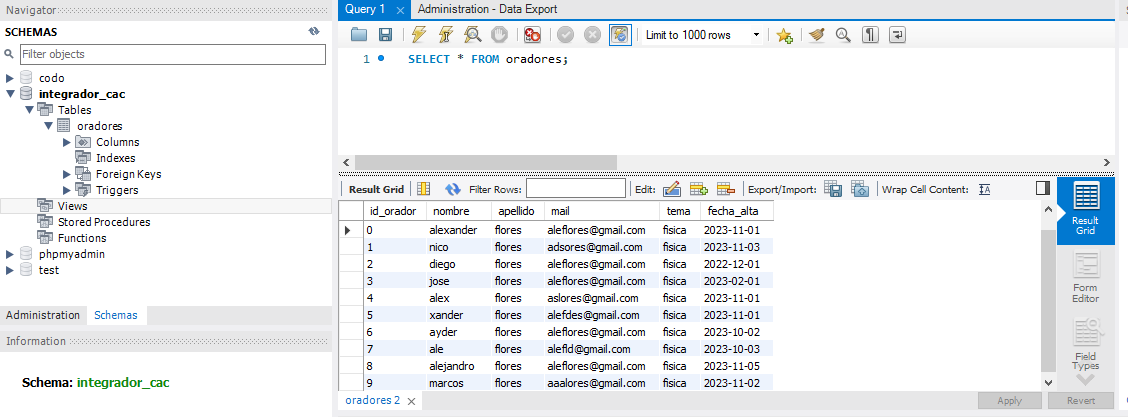 Navigator
SCHEMAS
Filter objects
codo
integrador_cac
Tables
oradores
Columns
Indexes
Foreign Keys
Triggers
Views
Stored Procedures
Functions
phpmyadmin
test
Administration Schemas
Information
Schema: integrador_cac
Query 1 Administration - Data Export
Limit to 1000 rows
1 SELECT * FROM oradores;
Result Grid Filter Rows: Edit: Export/Import: Wrap Cell Content:
id_orador nombre apellido mail tema fecha_alta
0 alexander flores aleflores@gmail.com fisica 2023-11-01
1 nico flores adsores@gmail.com fisica 2023-11-03
2 diego flores aleflores@gmail.com fisica 2022-12-01
3 jose flores aleflores@gmail.com fisica 2023-02-01
4 alex flores aslores@gmail.com fisica 2023-11-01
5 xander flores alefdes@gmail.com fisica 2023-11-01
6 ayder flores aleflores@gmail.com fisica 2023-10-02
7 ale flores alefld@gmail.com fisica 2023-10-03
8 alejandro flores aleflores@gmail.com fisica 2023-11-05
9 marcos flores aaalores@gmail.com fisica 2023-11-02
Result
Grid
Form
Editor
Field
Types
oradores 2 Apply Revert